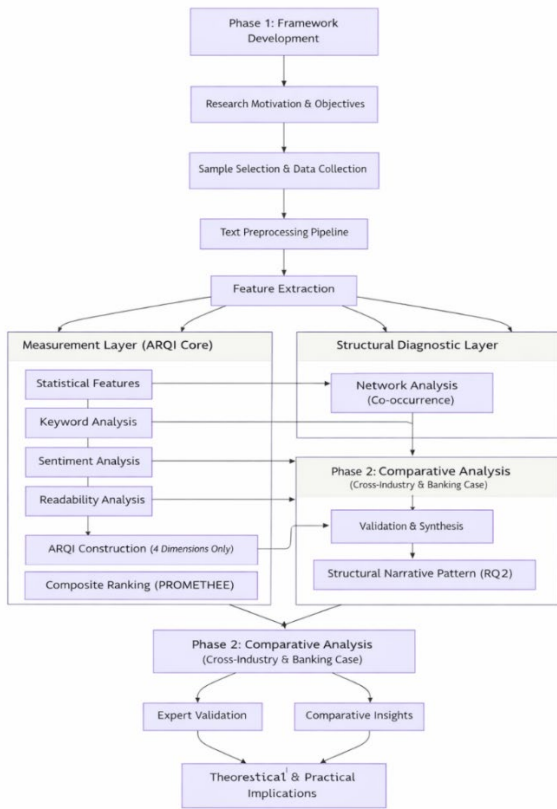 Phase 1: Framework
Development
Research Motivation & Objectives
Sample Selection & Data Collection
Text Preprocessing Pipeline
Feature Extraction
Measurement Layer (ARQI Core)
Statistical Features
Keyword Analysis
Sentiment Analysis
Readability Analysis
ARQI Construction (4 Dimensions Only)
Composite Ranking (PROMETHEE)
Structural Diagnostic Layer
Network Analysis
(Co-occurrence)
Phase 2: Comparative Analysis
(Cross-Industry & Banking Case)
Validation & Synthesis
Structural Narrative Pattern (RQ2)
Phase 2: Comparative Analysis
(Cross-Industry & Banking Case)
Expert Validation
Comparative Insights
Theorestical & Practical
Implications